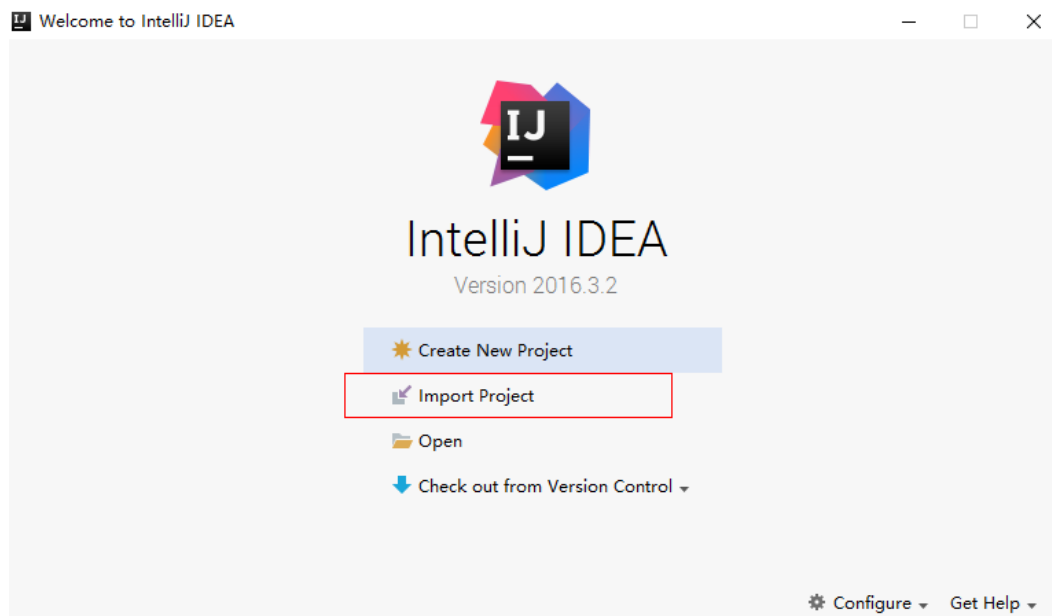 Welcome to IntelliJ IDEA
IJ
IntelliJ IDEA
Version 2016.3.2
Create New Project
Import Project
Open
Check out from Version Control
Configure Get Help